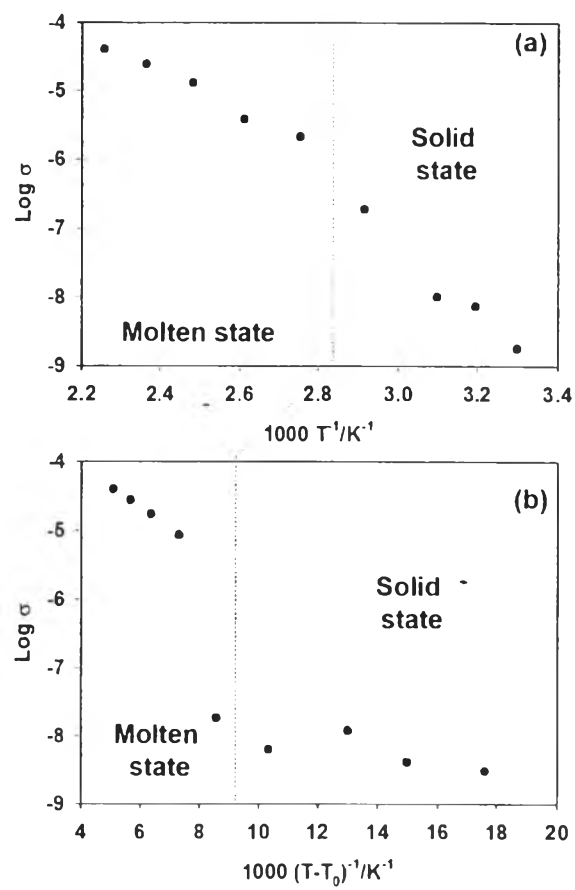 (a)
-4
-5
-6
-7
-8
-9
Log σ
Solid
state
Molten state
2.2 2.4 2.6 2.8 3.0 3.2 3.4
1000 T⁻¹/K⁻¹
(b)
-4
-5
-6
-7
-8
-9
Log σ
Solid
state
Molten
state
4 6 8 10 12 14 16 18 20
1000 (T-T₀)⁻¹/K⁻¹